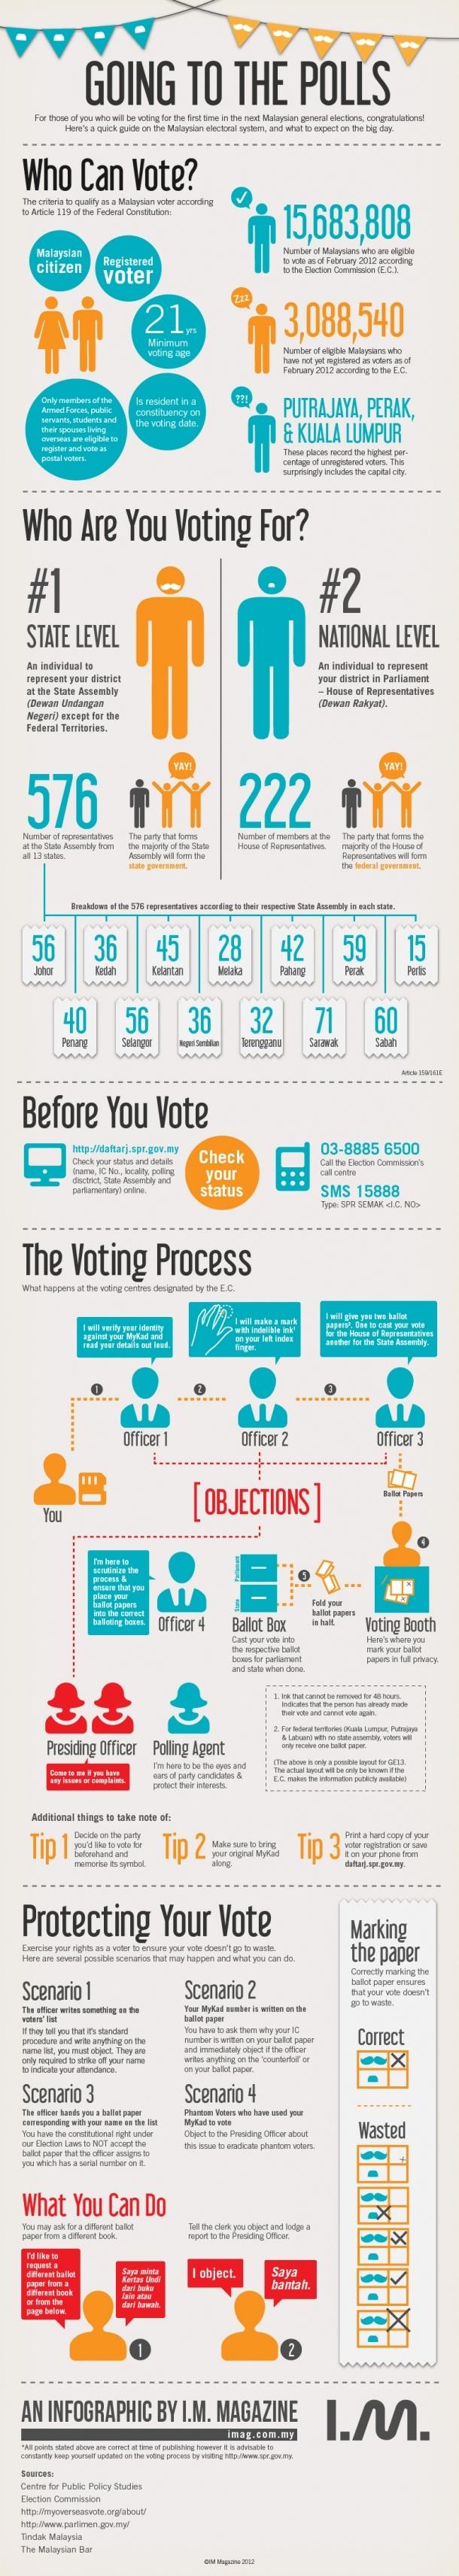 GOING TO THE POLLS
For those of you who will be voting for the first time in the next Malaysian general elections, congratulations!
Here's a quick guide on the Malaysian electoral system, and what to expect on the big day.
Who Can Vote?
The criteria to qualify as a Malaysian voter according
to Article 119 of the Federal Constitution:
Malaysian
citizen
Registered
voter
21 yrs
Minimum
voting age
Only members of the
Armed Forces, public
servants, students and
their spouses living
overseas are eligible to
register and vote as
postal voters.
Is resident in a
constituency on
the voting date.
15,683,808
Number of Malaysians who are eligible
to vote as of February 2012 according
to the Election Commission (E.C.).
Zzz
3,088,540
Number of eligible Malaysians who
have not yet registered as voters as of
February 2012 according to the E.C.
??!
PUTRAJAYA, PERAK,
& KUALA LUMPUR
These places record the highest per-
centage of unregistered voters. This
surprisingly includes the capital city.
Who Are You Voting For?
#1
STATE LEVEL
An individual to
represent your district
at the State Assembly
(Dewan Undangan
Negeri) except for the
Federal Territories.
#2
NATIONAL LEVEL
An individual to represent
your district in Parliament
– House of Representatives
(Dewan Rakyat).
576
Number of representatives
at the State Assembly from
all 13 states.
YAY!
The party that forms
the majority of the State
Assembly will form the
state government.
222
Number of members at the
House of Representatives.
YAY!
The party that forms the
majority of the House of
Representatives will form
the federal government.
Breakdown of the 576 representatives according to their respective State Assembly in each state.
56 Johor
36 Kedah
45 Kelantan
28 Melaka
42 Pahang
59 Perak
15 Perlis
40 Penang
56 Selangor
36 Negeri Sembilan
32 Terengganu
71 Sarawak
60 Sabah
Article 159/161E
Before You Vote
http://daftarj.spr.gov.my
Check your status and details
(name, IC No., locality, polling
disctrict, State Assembly and
parliamentary) online.
Check
your
status
03-8885 6500
Call the Election Commission's
call centre
SMS 15888
Type: SPR SEMAK <I.C. NO>
The Voting Process
What happens at the voting centres designated by the E.C.
I will verify your identity
against your MyKad and
read your details out loud.
I will make a mark
with indelible ink¹
on your left index
finger.
I will give you two ballot
papers². One to cast your vote
for the House of Representatives
another for the State Assembly.
1
2
3
Officer 1
Officer 2
Officer 3
You
[ OBJECTIONS ]
Ballot Papers
4
I'm here to
scrutinize the
process &
ensure that you
place your
ballot papers
into the correct
balloting boxes.
Officer 4
Parliament
State
Ballot Box
Cast your vote into
the respective ballot
boxes for parliament
and state when done.
5
Fold your
ballot papers
in half.
Voting Booth
Here's where you
mark your ballot
papers in full privacy.
Presiding Officer
Come to me if you have
any issues or complaints.
Polling Agent
I'm here to be the eyes and
ears of party candidates &
protect their interests.
1. Ink that cannot be removed for 48 hours.
Indicates that the person has already made
their vote and cannot vote again.
2. For federal territories (Kuala Lumpur, Putrajaya
& Labuan) with no state assembly, voters will
only receive one ballot paper.
(The above is only a possible layout for GE13.
The actual layout will be only be known if the
E.C. makes the information publicly available)
Additional things to take note of:
Tip 1
Decide on the party
you'd like to vote for
beforehand and
memorise its symbol.
Tip 2
Make sure to bring
your original MyKad
along.
Tip 3
Print a hard copy of your
voter registration or save
it on your phone from
daftarj.spr.gov.my.
Protecting Your Vote
Exercise your rights as a voter to ensure your vote doesn't go to waste.
Here are several possible scenarios that may happen and what you can do.
Scenario 1
The officer writes something on the
voters' list
If they tell you that it's standard
procedure and write anything on the
name list, you must object. They are
only required to strike off your name
to indicate your attendance.
Scenario 2
Your MyKad number is written on the
ballot paper
You have to ask them why your IC
number is written on your ballot paper
and immediately object if the officer
writes anything on the 'counterfoil' or
on your ballot paper.
Scenario 3
The officer hands you a ballot paper
corresponding with your name on the list
You have the constitutional right under
our Election Laws to NOT accept the
ballot paper that the officer assigns to
you which has a serial number on it.
Scenario 4
Phantom Voters who have used your
MyKad to vote
Object to the Presiding Officer about
this issue to eradicate phantom voters.
What You Can Do
You may ask for a different ballot
paper from a different book.
I'd like to
request a
different ballot
paper from a
different book
or from the
page below.
Saya minta
Kertas Undi
dari buku
lain atau
dari bawah.
1
Tell the clerk you object and lodge a
report to the Presiding Officer.
I object.
Saya
bantah.
2
Marking
the paper
Correctly marking the
ballot paper ensures
that your vote doesn't
go to waste.
Correct
Wasted
AN INFOGRAPHIC BY I.M. MAGAZINE
imag.com.my
I.M.
*All points stated above are correct at time of publishing however it is advisable to
constantly keep yourself updated on the voting process by visiting http://www.spr.gov.my.
Sources:
Centre for Public Policy Studies
Election Commission
http://myoverseasvote.org/about/
http://www.parlimen.gov.my/
Tindak Malaysia
The Malaysian Bar
©IM Magazine 2012